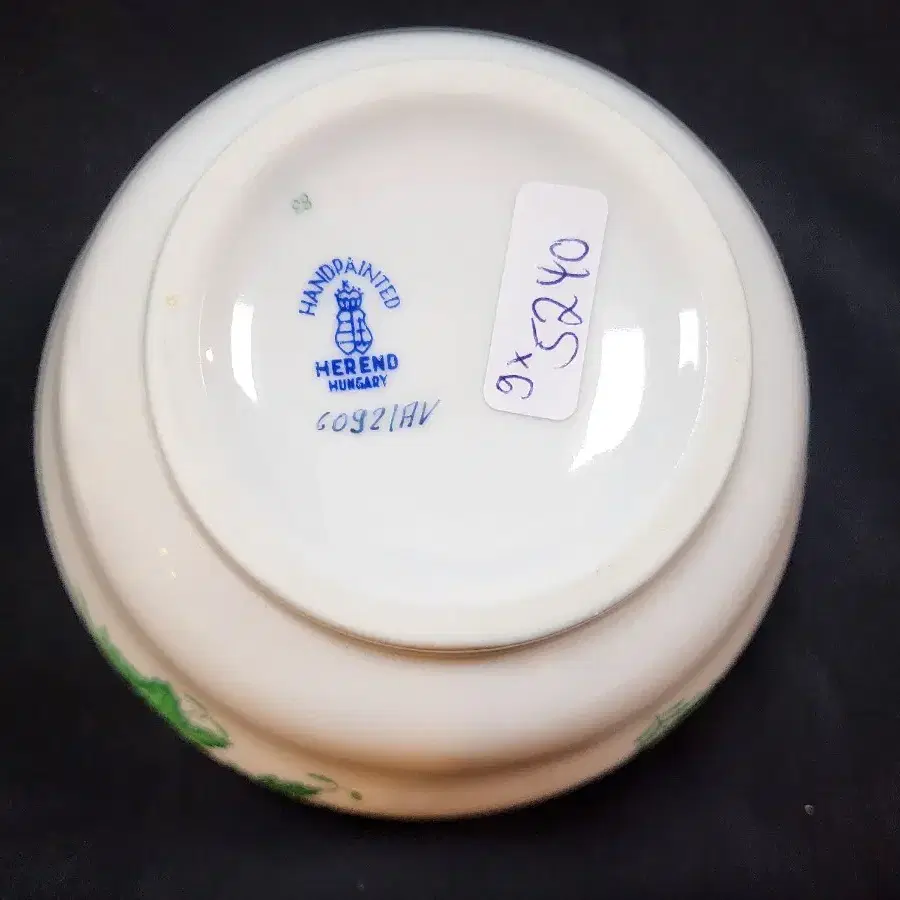 HANDPAINTED
HEREND
HUNGARY
6092/AV
9x
5240